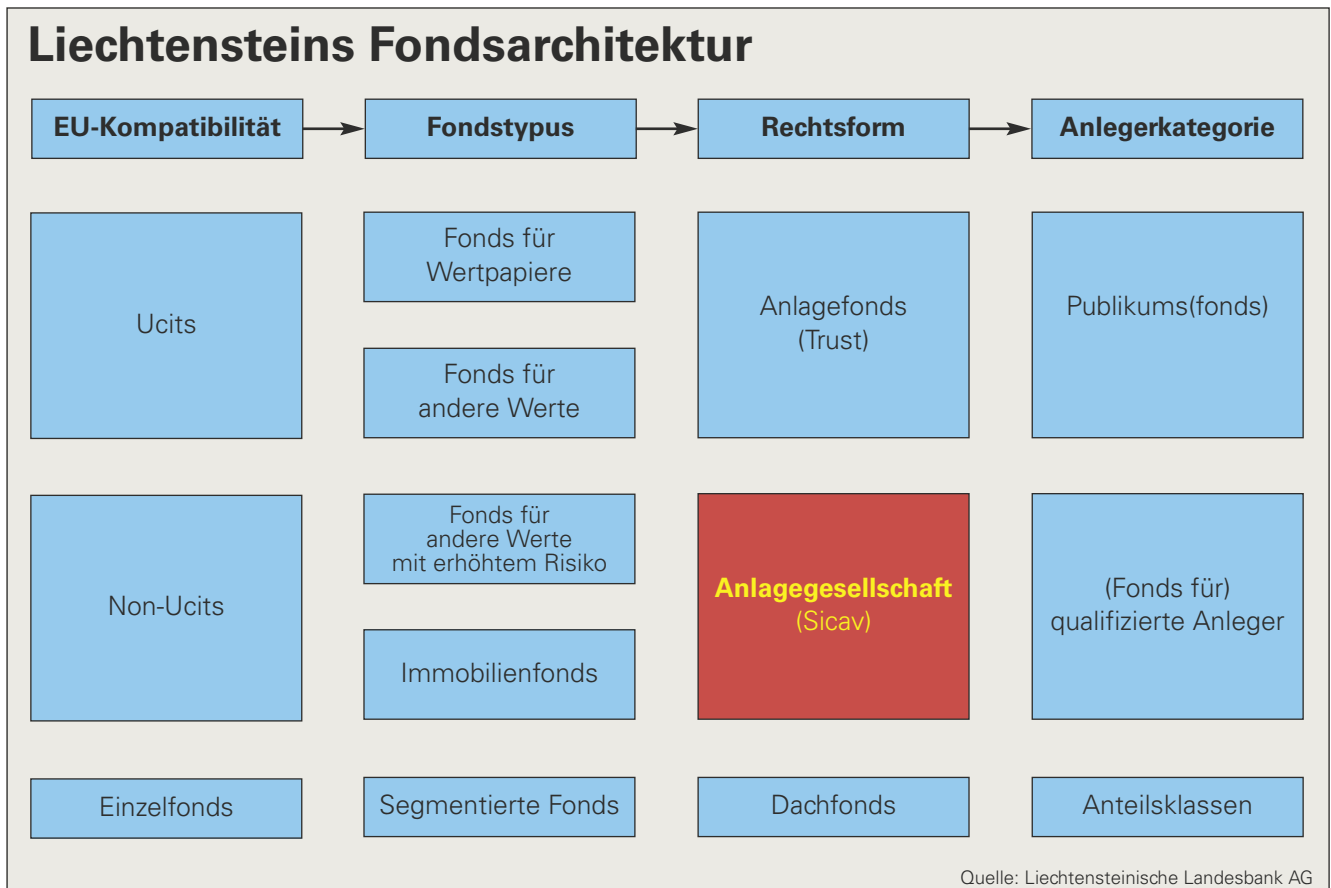 Liechtensteins Fondsarchitektur
EU-Kompatibilität
Fondstypus
Rechtsform
Anlegerkategorie
Ucits
Fonds für
Wertpapiere
Fonds für
andere Werte
Anlagefonds
(Trust)
Publikums(fonds)
Non-Ucits
Fonds für
andere Werte
mit erhöhtem Risiko
Immobilienfonds
Anlagegesellschaft
(Sicav)
(Fonds für)
qualifizierte Anleger
Einzelfonds
Segmentierte Fonds
Dachfonds
Anteilsklassen
Quelle: Liechtensteinische Landesbank AG